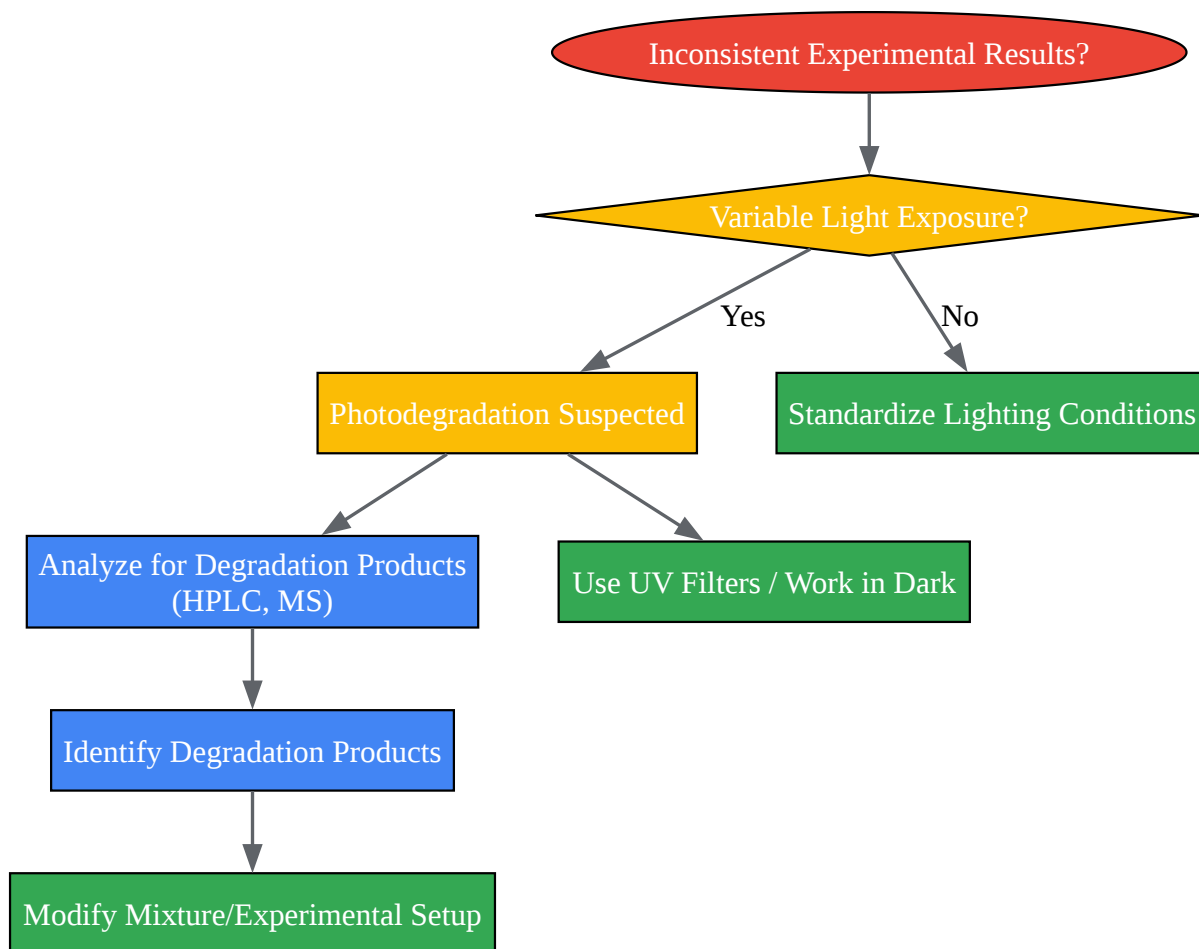 Inconsistent Experimental Results?
Variable Light Exposure?
Yes
No
Photodegradation Suspected
Standardize Lighting Conditions
Analyze for Degradation Products
(HPLC, MS)
Use UV Filters / Work in Dark
Identify Degradation Products
Modify Mixture/Experimental Setup